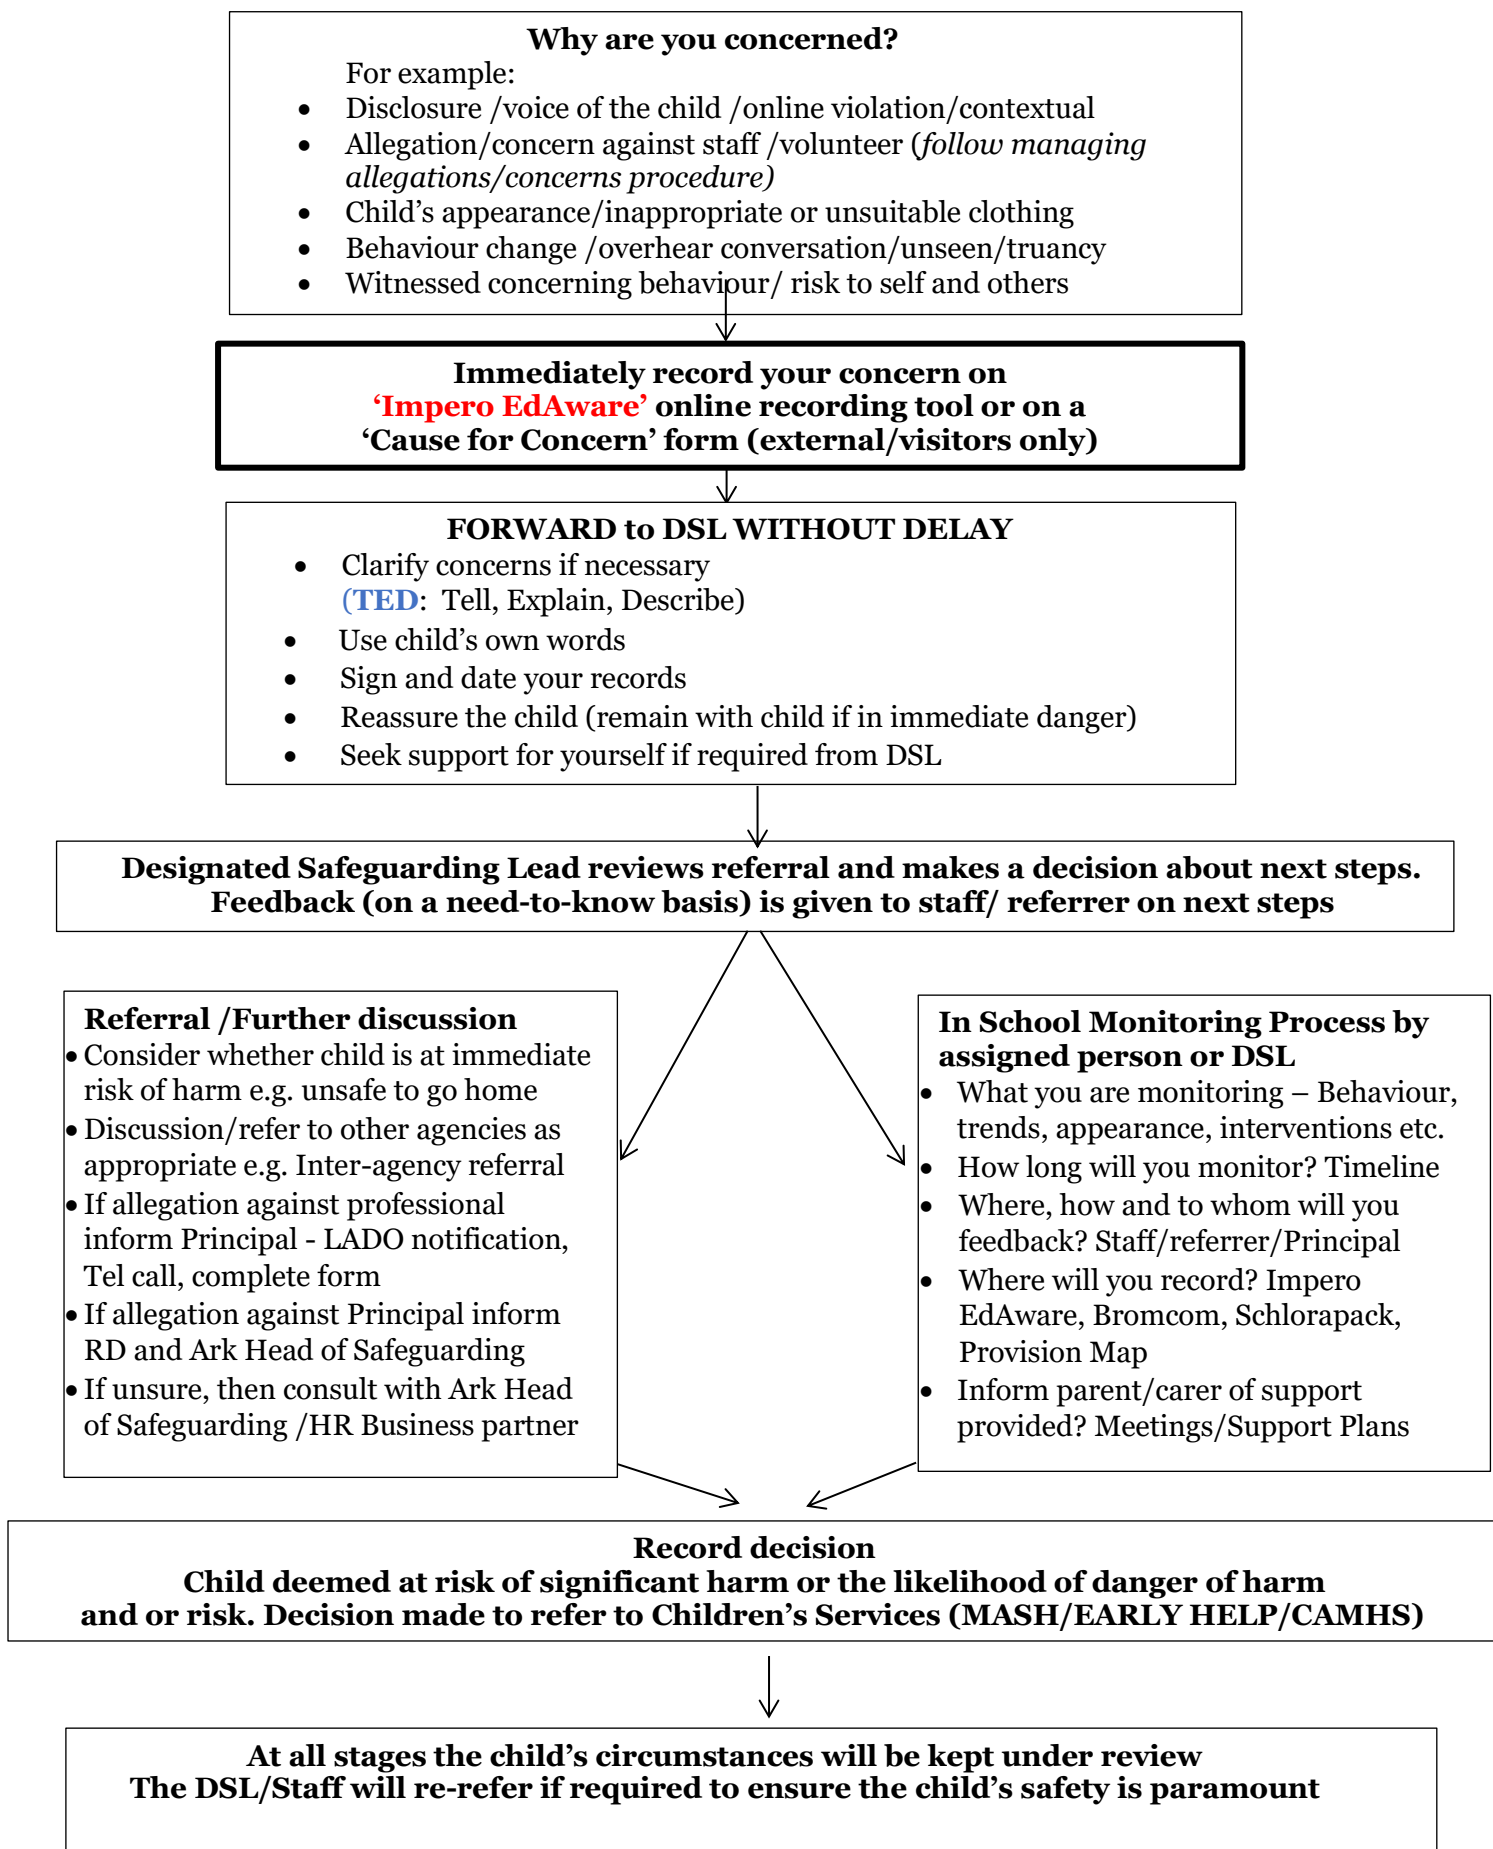 Why are you concerned?
For example:
• Disclosure /voice of the child /online violation/contextual
• Allegation/concern against staff /volunteer (follow managing
allegations/concerns procedure)
• Child’s appearance/inappropriate or unsuitable clothing
• Behaviour change /overhear conversation/unseen/truancy
• Witnessed concerning behaviour/ risk to self and others
Immediately record your concern on
‘Impero EdAware’ online recording tool or on a
‘Cause for Concern’ form (external/visitors only)
FORWARD to DSL WITHOUT DELAY
• Clarify concerns if necessary
(TED: Tell, Explain, Describe)
• Use child’s own words
• Sign and date your records
• Reassure the child (remain with child if in immediate danger)
• Seek support for yourself if required from DSL
Designated Safeguarding Lead reviews referral and makes a decision about next steps.
Feedback (on a need-to-know basis) is given to staff/ referrer on next steps
Referral /Further discussion
• Consider whether child is at immediate
risk of harm e.g. unsafe to go home
• Discussion/refer to other agencies as
appropriate e.g. Inter-agency referral
• If allegation against professional
inform Principal - LADO notification,
Tel call, complete form
• If allegation against Principal inform
RD and Ark Head of Safeguarding
• If unsure, then consult with Ark Head
of Safeguarding /HR Business partner
In School Monitoring Process by
assigned person or DSL
• What you are monitoring – Behaviour,
trends, appearance, interventions etc.
• How long will you monitor? Timeline
• Where, how and to whom will you
feedback? Staff/referrer/Principal
• Where will you record? Impero
EdAware, Bromcom, Schlorapack,
Provision Map
• Inform parent/carer of support
provided? Meetings/Support Plans
Record decision
Child deemed at risk of significant harm or the likelihood of danger of harm
and or risk. Decision made to refer to Children’s Services (MASH/EARLY HELP/CAMHS)
At all stages the child’s circumstances will be kept under review
The DSL/Staff will re-refer if required to ensure the child’s safety is paramount